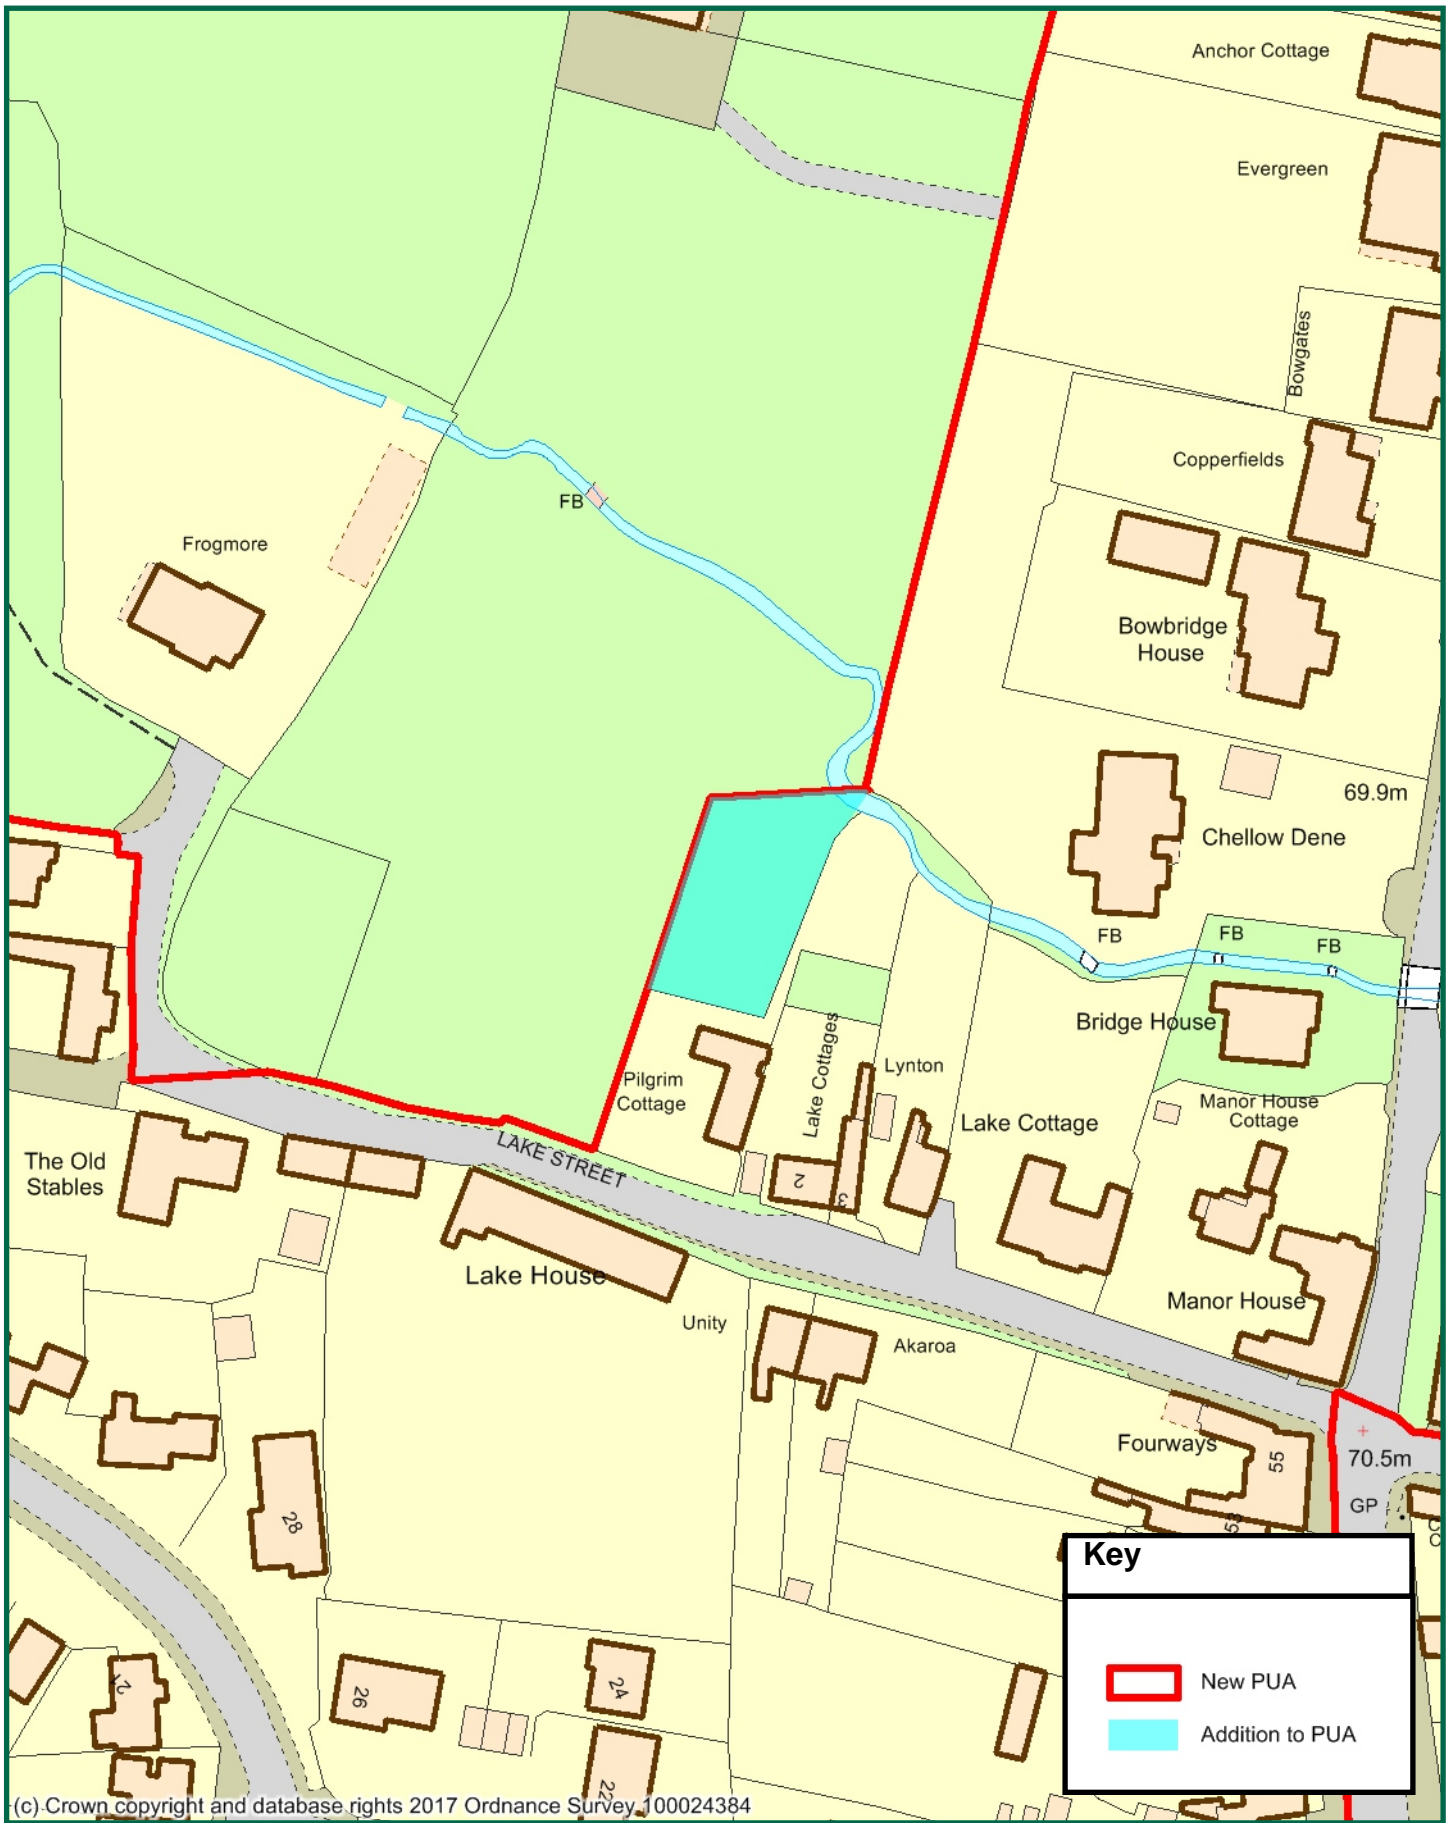 Anchor Cottage
Evergreen
Bowgates
Copperfields
FB
Frogmore
Bowbridge
House
69.9m
Chellow Dene
FB
FB
FB
Bridge House
Lake Cottages
Lynton
Pilgrim
Cottage
Manor House
Cottage
Lake Cottage
LAKE STREET
The Old
Stables
2
3
Lake House
Manor House
Unity
Akaroa
Fourways
55
70.5m
GP
53
28
Key
New PUA
Addition to PUA
21
26
24
22
(c) Crown copyright and database rights 2017 Ordnance Survey 100024384